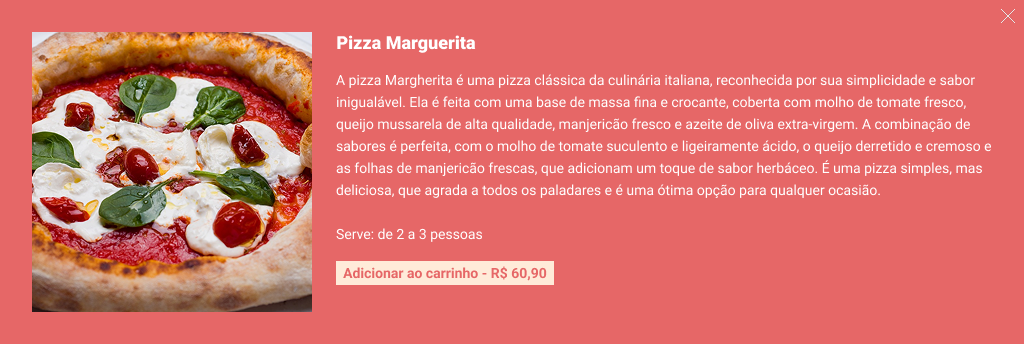 Pizza Marguerita
A pizza Margherita é uma pizza clássica da culinária italiana, reconhecida por sua simplicidade e sabor
inigualável. Ela é feita com uma base de massa fina e crocante, coberta com molho de tomate fresco,
queijo mussarela de alta qualidade, manjericão fresco e azeite de oliva extra-virgem. A combinação de
sabores é perfeita, com o molho de tomate suculento e ligeiramente ácido, o queijo derretido e cremoso e
as folhas de manjericão frescas, que adicionam um toque de sabor herbáceo. É uma pizza simples, mas
deliciosa, que agrada a todos os paladares e é uma ótima opção para qualquer ocasião.
Serve: de 2 a 3 pessoas
Adicionar ao carrinho - R$ 60,90